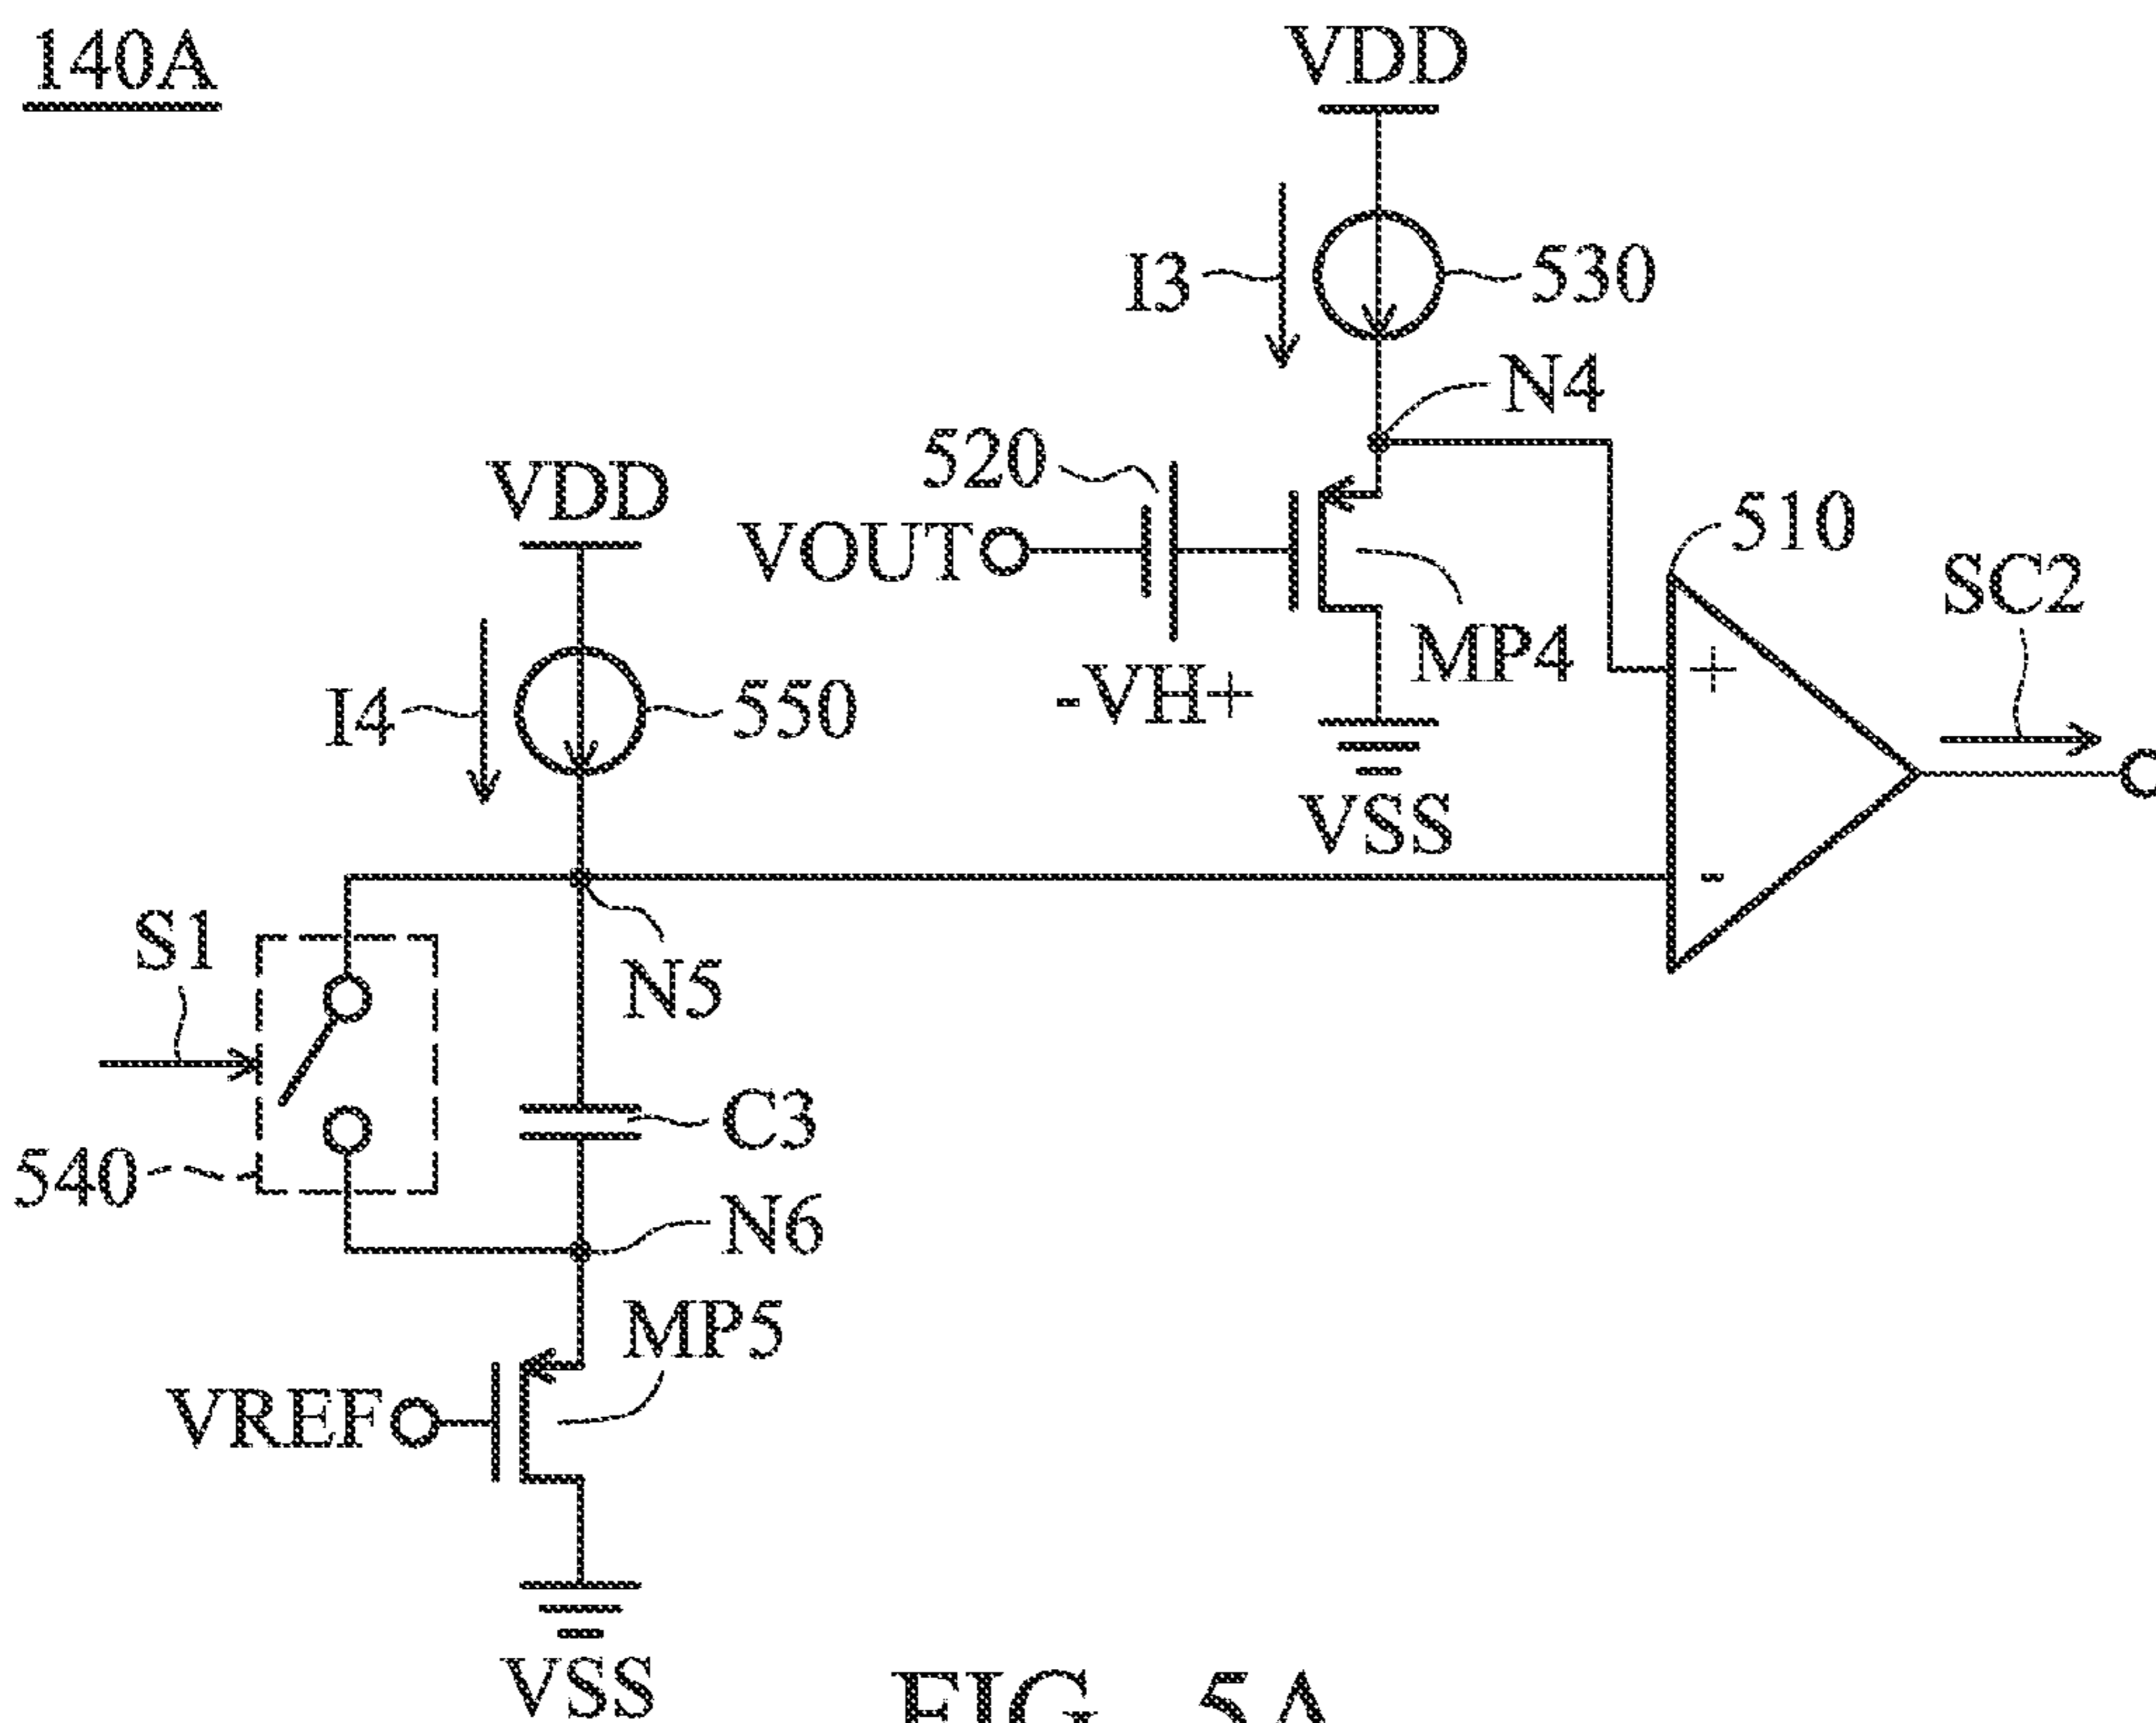 140A
VDD
I3
530
N4
520
VDD
VOUT
510
SC2
MP4
-VH+
+
I4
550
VSS
-
S1
N5
C3
540
N6
MP5
VREF
VSS
FIG. 5A